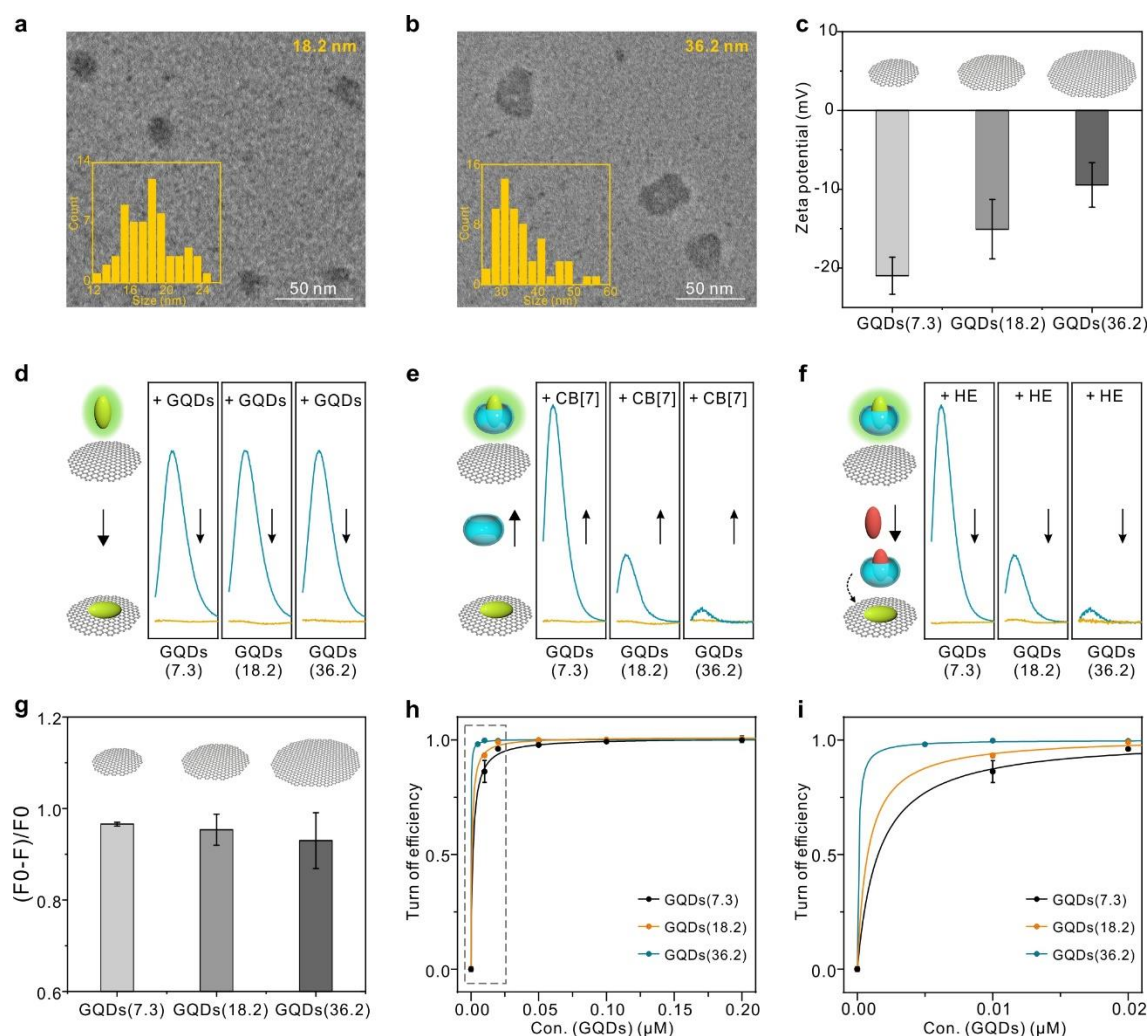 a
18.2 nm
14
Count
7
0
12
16
20
24
Size (nm)
50 nm
b
36.2 nm
16
Count
8
0
30
40
50
60
Size (nm)
50 nm
c
10
0
-10
-20
Zeta potential (mV)
GQDs(7.3)
GQDs(18.2)
GQDs(36.2)
d
+ GQDs
+ GQDs
+ GQDs
GQDs
(7.3)
GQDs
(18.2)
GQDs
(36.2)
e
+ CB[7]
+ CB[7]
+ CB[7]
GQDs
(7.3)
GQDs
(18.2)
GQDs
(36.2)
f
+ HE
+ HE
+ HE
GQDs
(7.3)
GQDs
(18.2)
GQDs
(36.2)
g
1.2
1.0
0.8
0.6
(F0-F)/F0
GQDs(7.3)
GQDs(18.2)
GQDs(36.2)
h
1.0
0.5
0.0
Turn off efficiency
GQDs(7.3)
GQDs(18.2)
GQDs(36.2)
0.00
0.05
0.10
0.15
0.20
Con. (GQDs) (µM)
i
1.0
0.5
0.0
Turn off efficiency
GQDs(7.3)
GQDs(18.2)
GQDs(36.2)
0.00
0.01
0.02
Con. (GQDs) (µM)